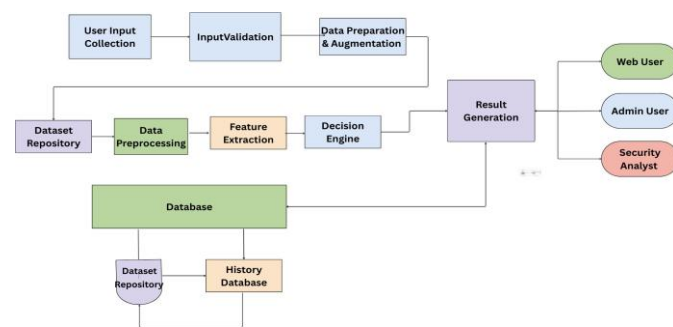 User Input
Collection
InputValidation
Data Preparation
& Augmentation
Web User
Result
Generation
Admin User
Dataset
Repository
Data
Preprocessing
Feature
Extraction
Decision
Engine
Security
Analyst
Database
Dataset
Repository
History
Database